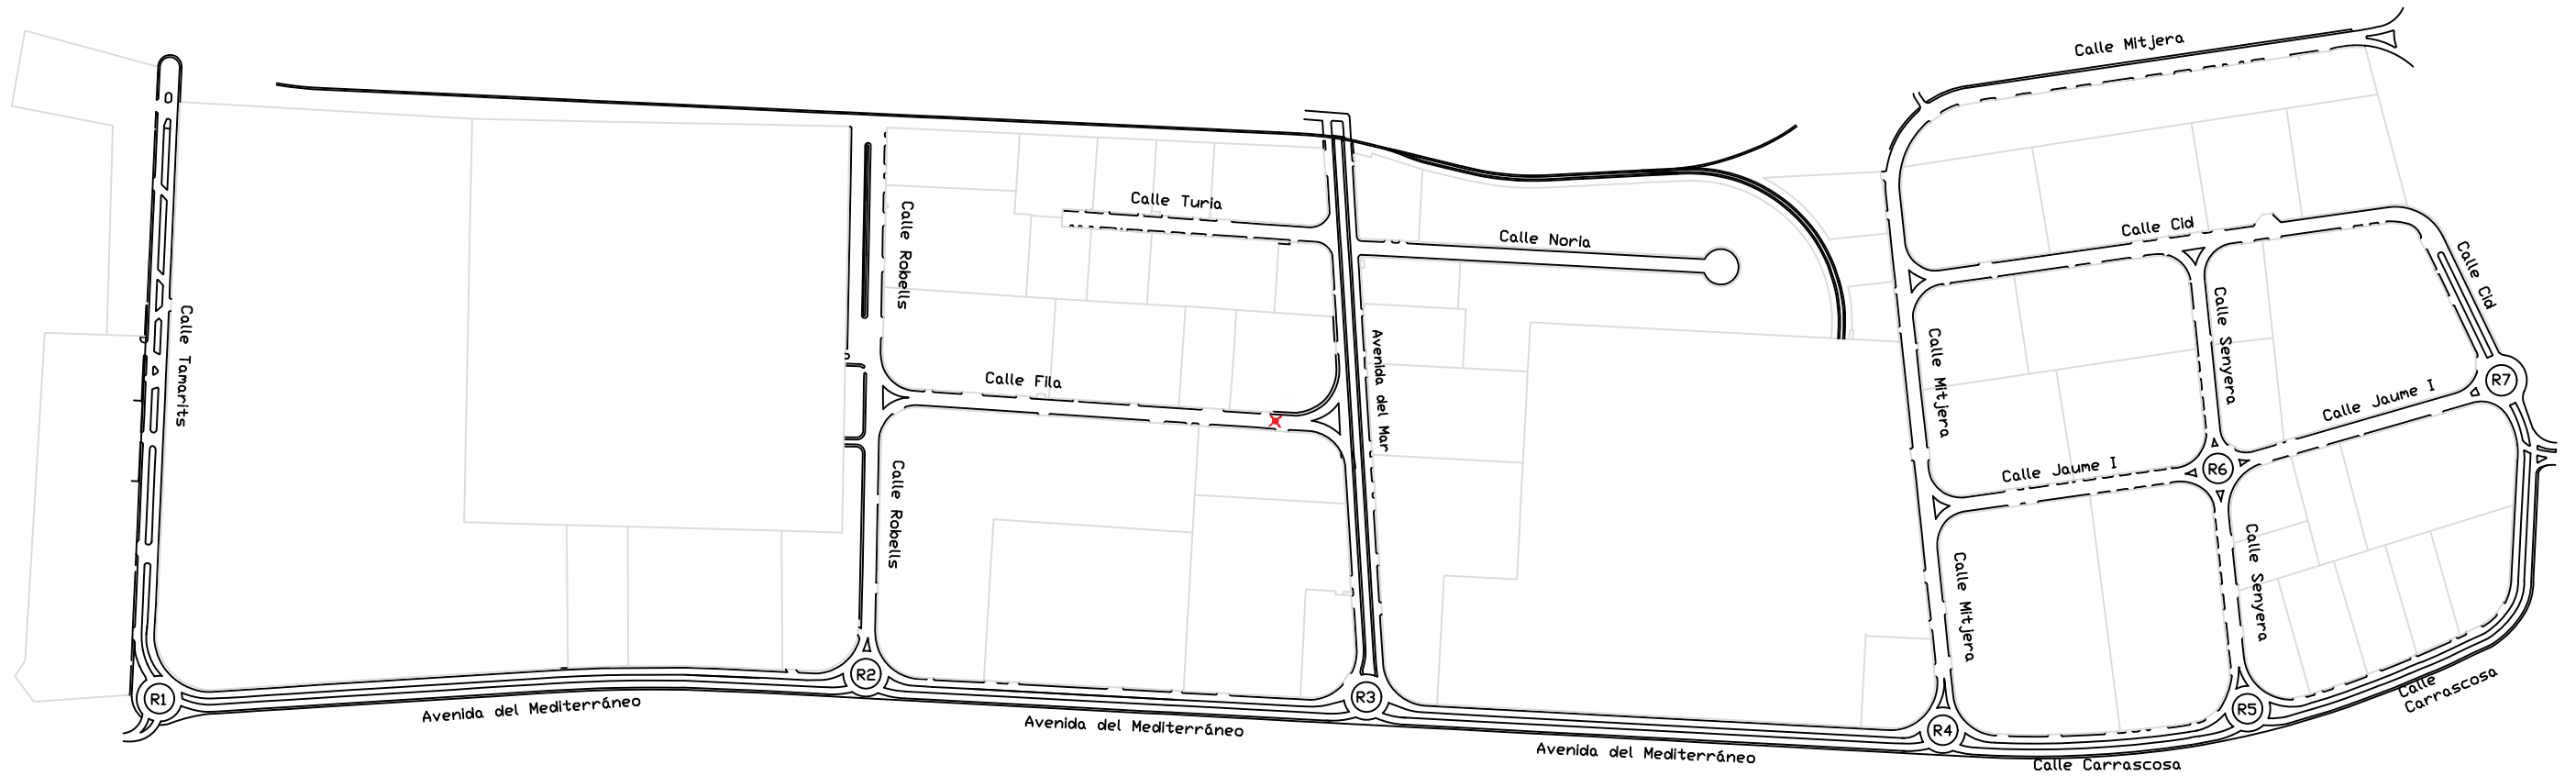 Calle Mitjera
Calle Turia
Calle Robells
Calle Noria
Calle Cid
Calle Cid
Calle Tamarits
Calle Senyera
Calle Mitjera
Avenida del Mar
Calle Fila
R7
Calle Jaume I
Calle Jaume I
R6
Calle Robells
Calle Senyera
Calle Mitjera
R1
R2
R3
R4
R5
Avenida del Mediterráneo
Avenida del Mediterráneo
Avenida del Mediterráneo
Calle
Carrascosa
Calle Carrascosa